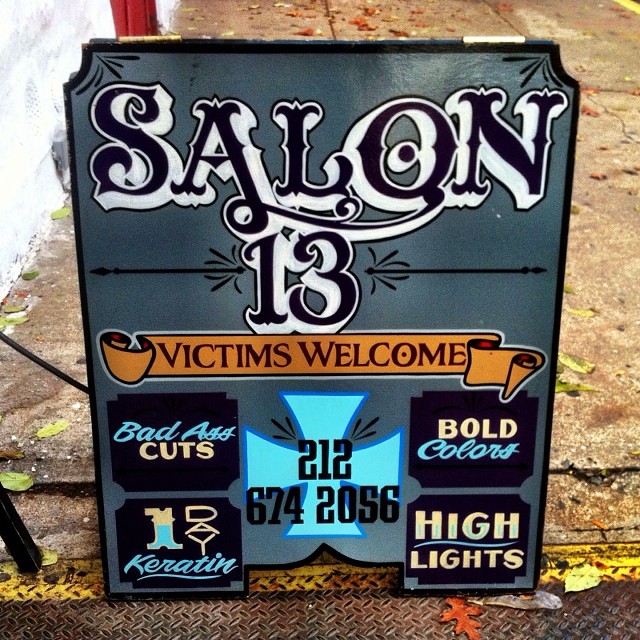 SALON
13
VICTIMS WELCOME
Bad Ass
CUTS
BOLD
Colors
212
674 2056
1 DAY
Keratin
HIGH
LIGHTS